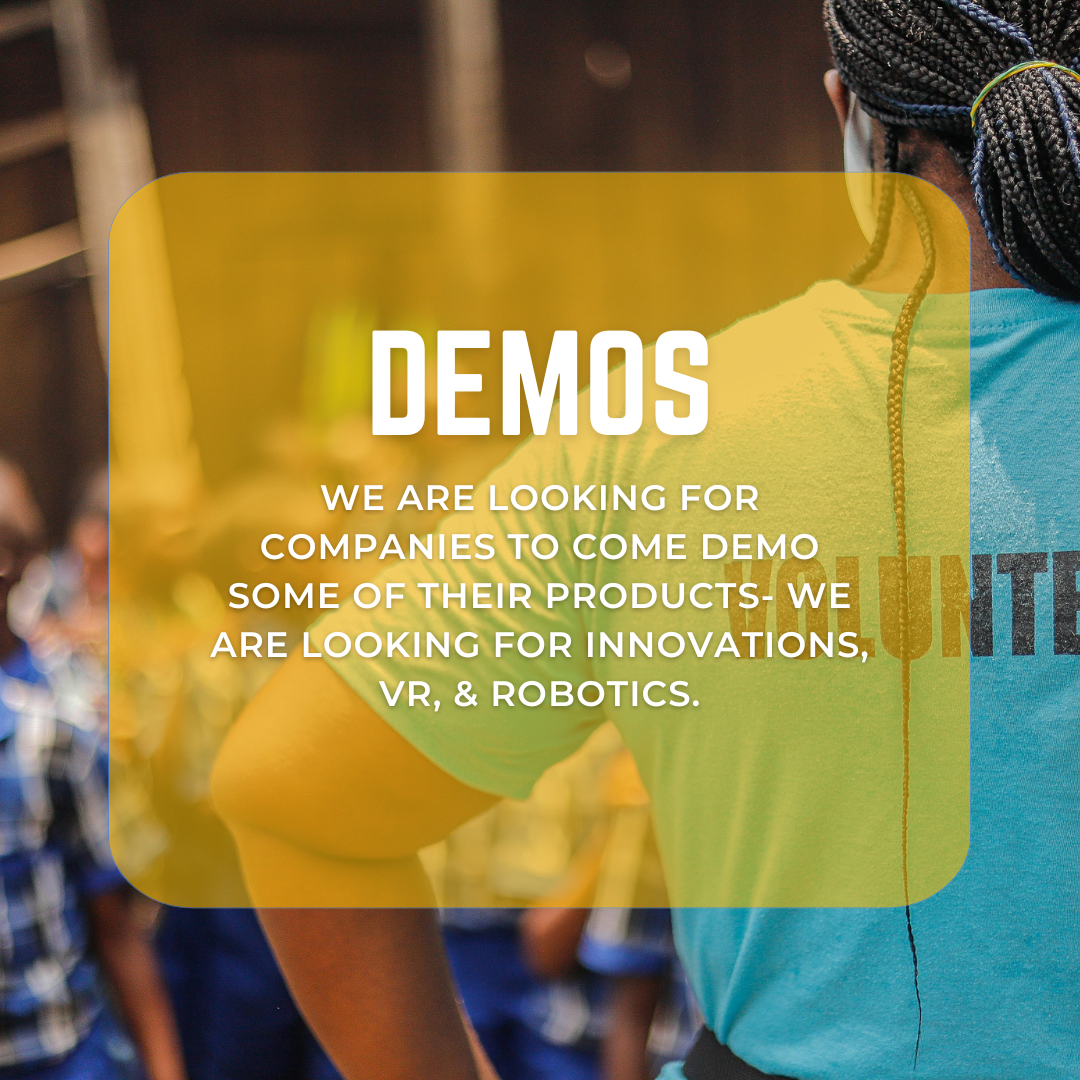 DEMOS
WE ARE LOOKING FOR
COMPANIES TO COME DEMO
SOME OF THEIR PRODUCTS- WE
ARE LOOKING FOR INNOVATIONS,
VR, & ROBOTICS.
VOLUNTE